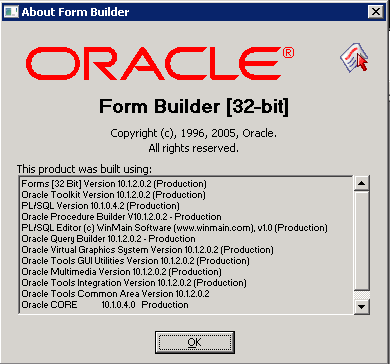 About Form Builder
ORACLE®
Form Builder [32-bit]
Copyright (c), 1996, 2005, Oracle.
All rights reserved.
This product was built using:
Forms [32 Bit] Version 10.1.2.0.2 (Production)
Oracle Toolkit Version 10.1.2.0.2 (Production)
PL/SQL Version 10.1.0.4.2 (Production)
Oracle Procedure Builder V10.1.2.0.2 - Production
PL/SQL Editor (c) WinMain Software (www.winmain.com), v1.0 (Production)
Oracle Query Builder 10.1.2.0.2 - Production
Oracle Virtual Graphics System Version 10.1.2.0.2 (Production)
Oracle Tools GUI Utilities Version 10.1.2.0.2 (Production)
Oracle Multimedia Version 10.1.2.0.2 (Production)
Oracle Tools Integration Version 10.1.2.0.2 (Production)
Oracle Tools Common Area Version 10.1.2.0.2
Oracle CORE 10.1.0.4.0 Production
OK